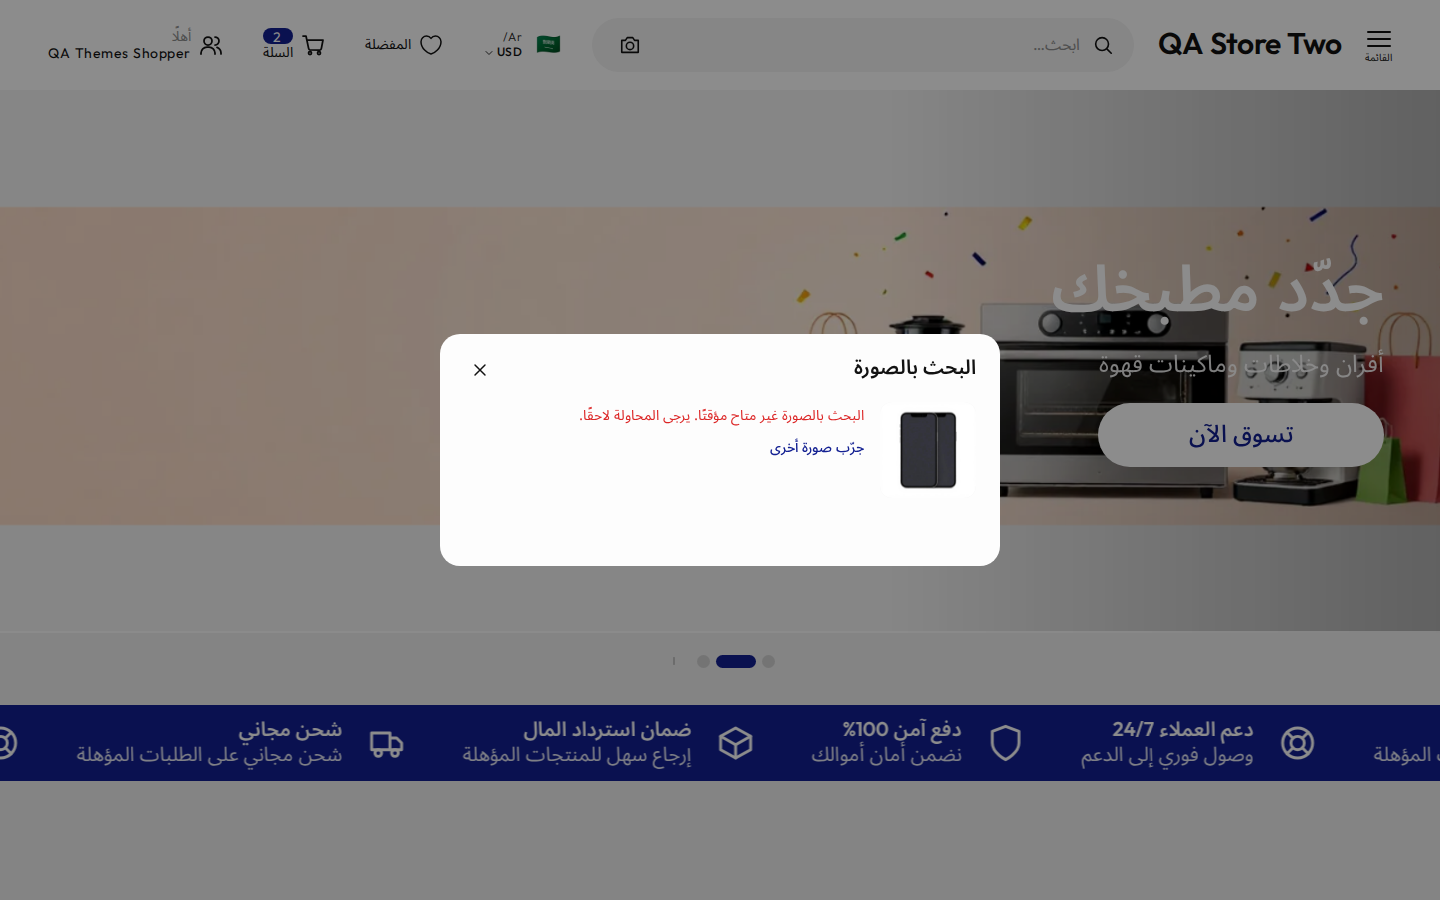 القائمة
QA Store Two
ابحث...
Ar/
USD
المفضلة
2
السلة
أهلًا
QA Themes Shopper
جدّد مطبخك
أفران وخلاطات وماكينات قهوة
تسوق الآن
البحث بالصورة
البحث بالصورة غير متاح مؤقتًا. يرجى المحاولة لاحقًا.
جرّب صورة أخرى
المؤهلة
دعم العملاء 24/7
وصول فوري إلى الدعم
دفع آمن 100%
نضمن أمان أموالك
ضمان استرداد المال
إرجاع سهل للمنتجات المؤهلة
شحن مجاني
شحن مجاني على الطلبات المؤهلة